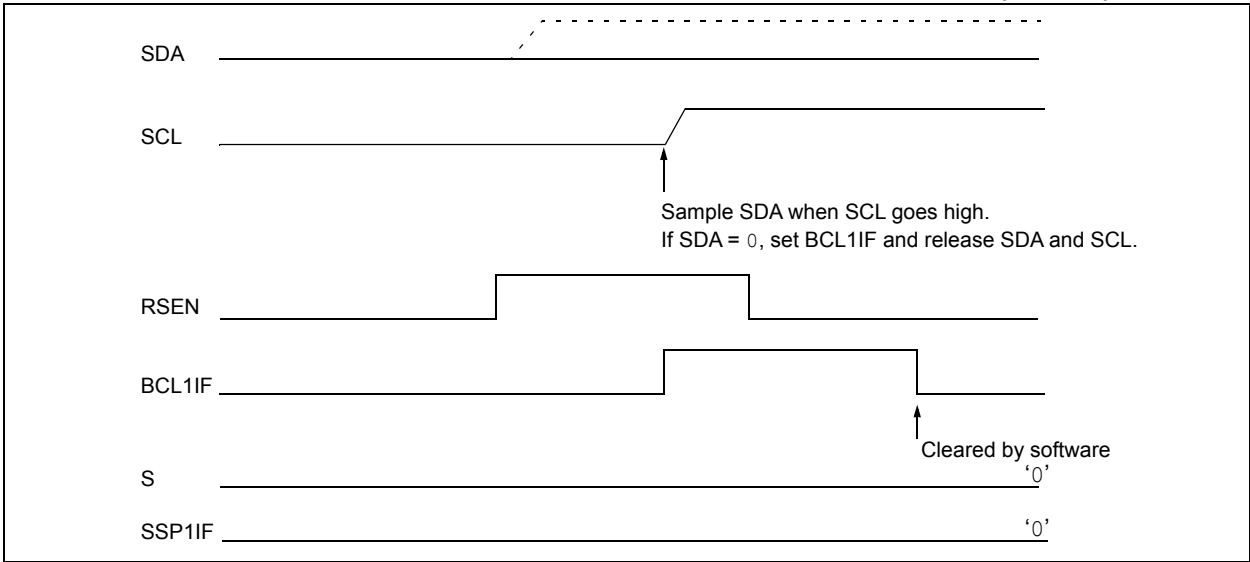 SDA
SCL
Sample SDA when SCL goes high.
If SDA = 0, set BCL1IF and release SDA and SCL.
RSEN
BCL1IF
Cleared by software
S
‘0’
SSP1IF
‘0’